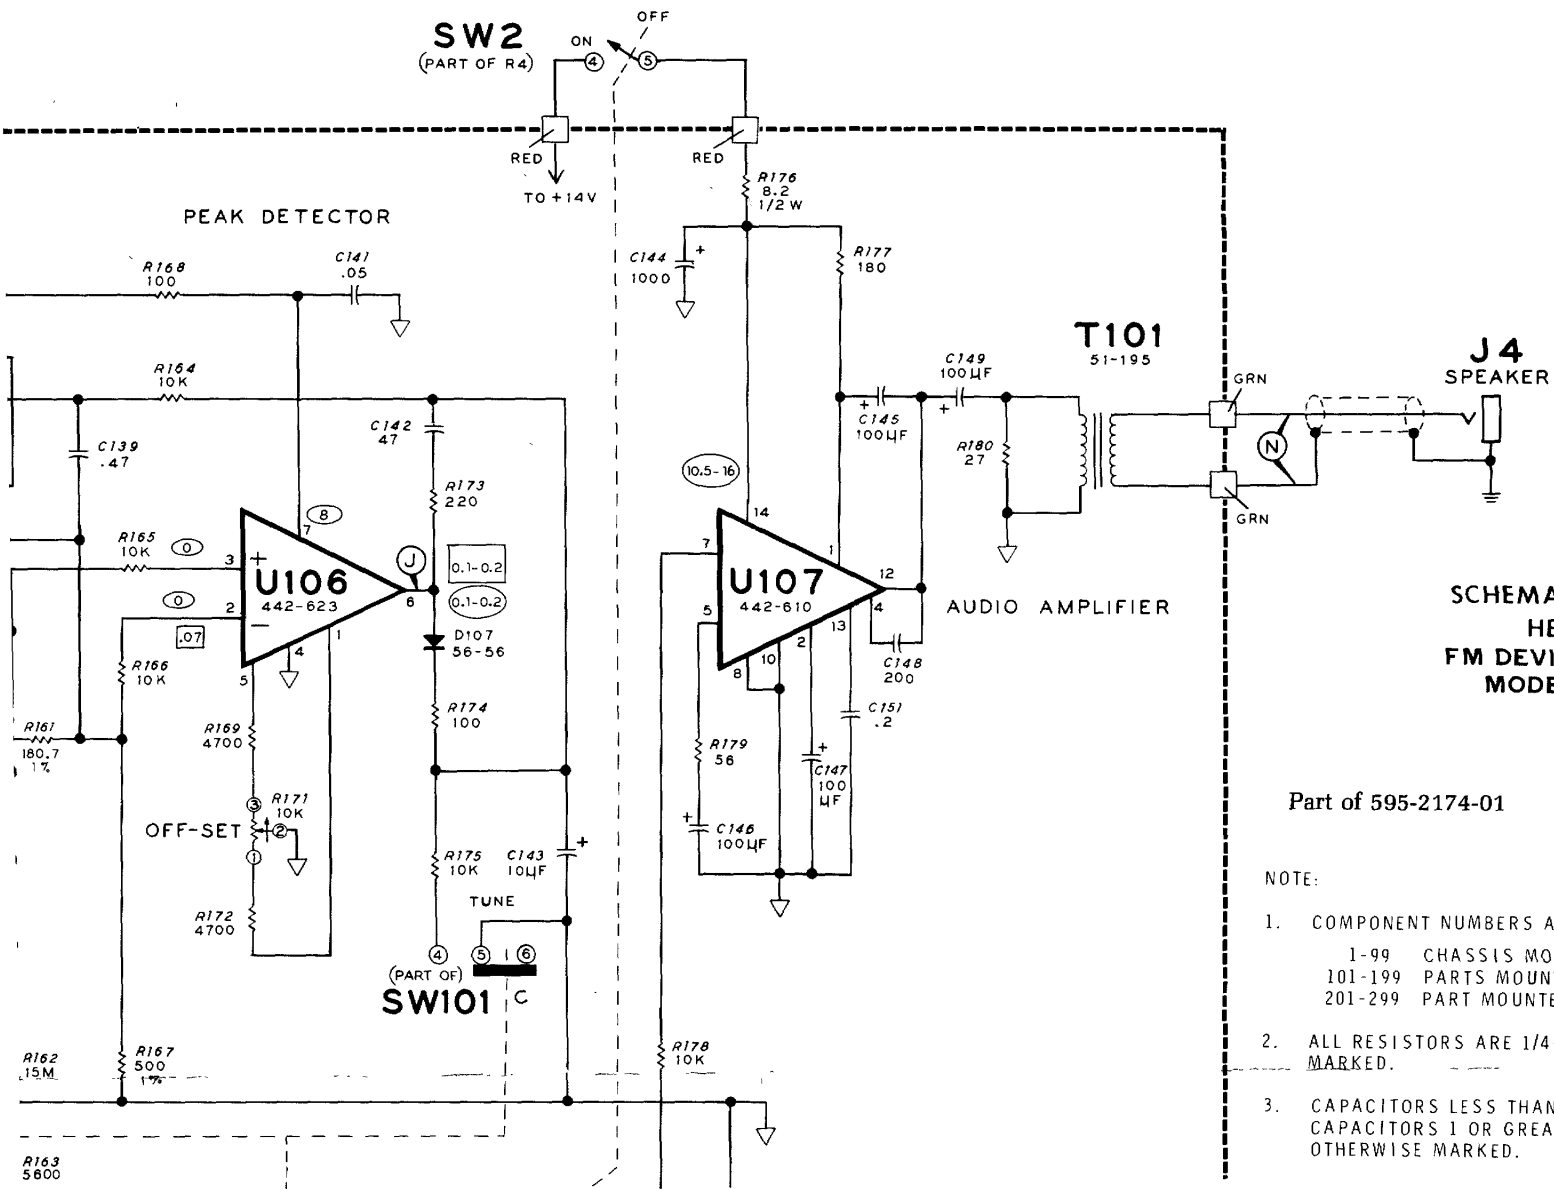 SW2
(PART OF R4)
ON
OFF
4
5
RED
TO +14V
RED
R176
8.2
1/2 W
PEAK DETECTOR
R168
100
C141
.05
C144
1000
+
R177
180
R164
10K
C142
47
C139
.47
R173
220
R165
10K
0
3
+
8
7
U106
442-623
J
6
0.1-0.2
0.1-0.2
0
2
−
.07
1
4
5
D107
56-56
R166
10K
R161
180.7
1%
R169
4700
R174
100
3
R171
10K
OFF-SET
2
1
R172
4700
R175
10K
C143
10µF
+
TUNE
4
5
6
(PART OF)
SW101
C
R162
.15M
R167
500
1%
R163
5600
10.5-16
14
7
1
U107
442-610
12
5
4
13
2
10
8
AUDIO AMPLIFIER
C145
100µF
+
C149
100µF
+
R180
27
T101
51-195
GRN
GRN
N
J4
SPEAKER
C148
200
C151
.2
R179
56
+
C147
100
µF
+
C146
100µF
R178
10K
SCHEMA
HE
FM DEVI
MODE
Part of 595-2174-01
NOTE:
1. COMPONENT NUMBERS A
1-99 CHASSIS MO
101-199 PARTS MOUN
201-299 PART MOUNTE
2. ALL RESISTORS ARE 1/4
MARKED.
3. CAPACITORS LESS THAN
CAPACITORS 1 OR GREA
OTHERWISE MARKED.